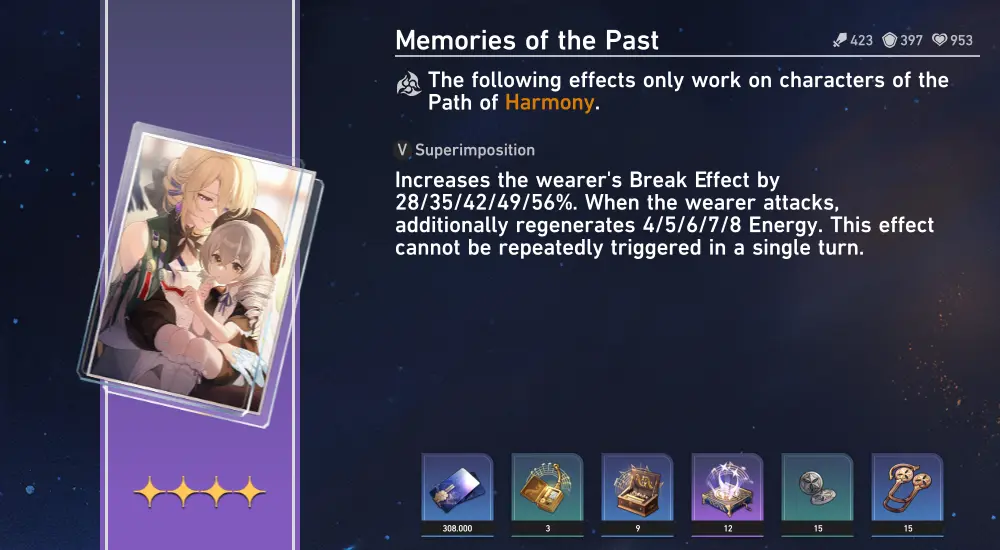 Memories of the Past
423 397 953
The following effects only work on characters of the
Path of Harmony.
V Superimposition
Increases the wearer's Break Effect by
28/35/42/49/56%. When the wearer attacks,
additionally regenerates 4/5/6/7/8 Energy. This effect
cannot be repeatedly triggered in a single turn.
308.000 3 9 12 15 15